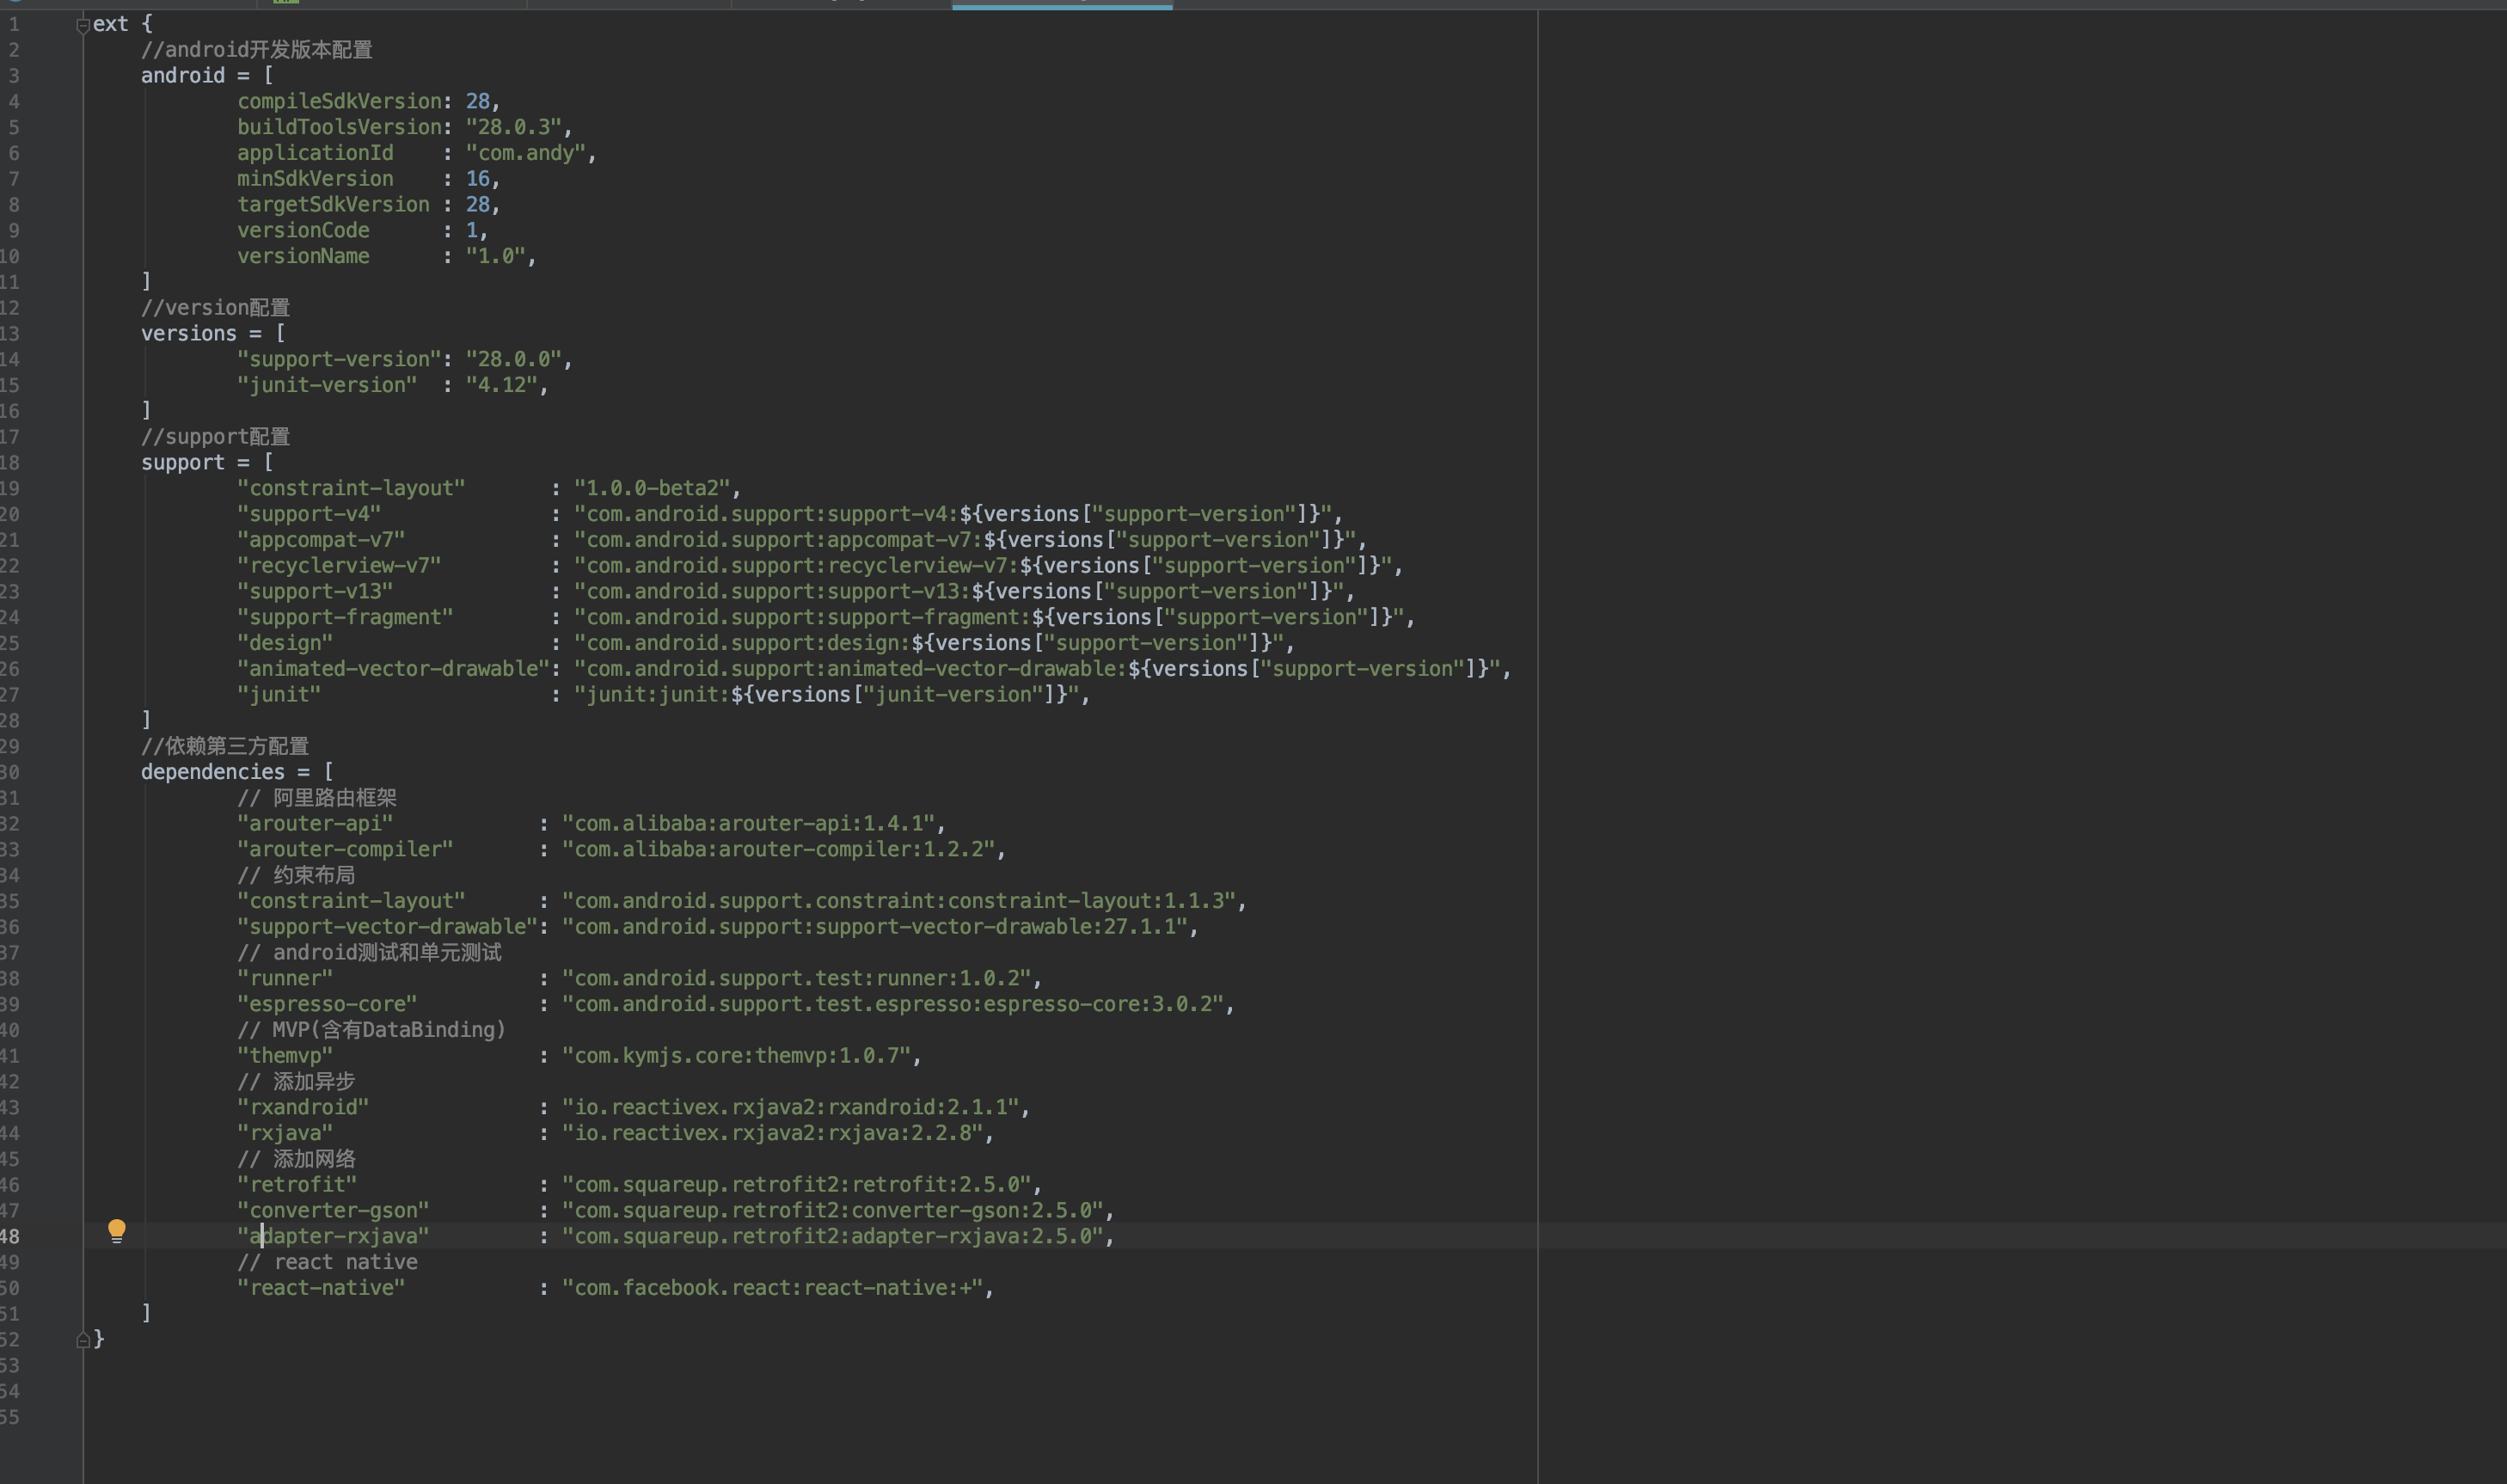 1 ext {
2 //android开发版本配置
3 android = [
4 compileSdkVersion: 28,
5 buildToolsVersion: "28.0.3",
6 applicationId : "com.andy",
7 minSdkVersion : 16,
8 targetSdkVersion : 28,
9 versionCode : 1,
10 versionName : "1.0",
11 ]
12 //version配置
13 versions = [
14 "support-version": "28.0.0",
15 "junit-version" : "4.12",
16 ]
17 //support配置
18 support = [
19 "constraint-layout" : "1.0.0-beta2",
20 "support-v4" : "com.android.support:support-v4:${versions["support-version"]}",
21 "appcompat-v7" : "com.android.support:appcompat-v7:${versions["support-version"]}",
22 "recyclerview-v7" : "com.android.support:recyclerview-v7:${versions["support-version"]}",
23 "support-v13" : "com.android.support:support-v13:${versions["support-version"]}",
24 "support-fragment" : "com.android.support:support-fragment:${versions["support-version"]}",
25 "design" : "com.android.support:design:${versions["support-version"]}",
26 "animated-vector-drawable": "com.android.support:animated-vector-drawable:${versions["support-version"]}",
27 "junit" : "junit:junit:${versions["junit-version"]}",
28 ]
29 //依赖第三方配置
30 dependencies = [
31 // 阿里路由框架
32 "arouter-api" : "com.alibaba:arouter-api:1.4.1",
33 "arouter-compiler" : "com.alibaba:arouter-compiler:1.2.2",
34 // 约束布局
35 "constraint-layout" : "com.android.support.constraint:constraint-layout:1.1.3",
36 "support-vector-drawable": "com.android.support:support-vector-drawable:27.1.1",
37 // android测试和单元测试
38 "runner" : "com.android.support.test:runner:1.0.2",
39 "espresso-core" : "com.android.support.test.espresso:espresso-core:3.0.2",
40 // MVP(含有DataBinding)
41 "themvp" : "com.kymjs.core:themvp:1.0.7",
42 // 添加异步
43 "rxandroid" : "io.reactivex.rxjava2:rxandroid:2.1.1",
44 "rxjava" : "io.reactivex.rxjava2:rxjava:2.2.8",
45 // 添加网络
46 "retrofit" : "com.squareup.retrofit2:retrofit:2.5.0",
47 "converter-gson" : "com.squareup.retrofit2:converter-gson:2.5.0",
48 "adapter-rxjava" : "com.squareup.retrofit2:adapter-rxjava:2.5.0",
49 // react native
50 "react-native" : "com.facebook.react:react-native:+",
51 ]
52 }
53
54
55